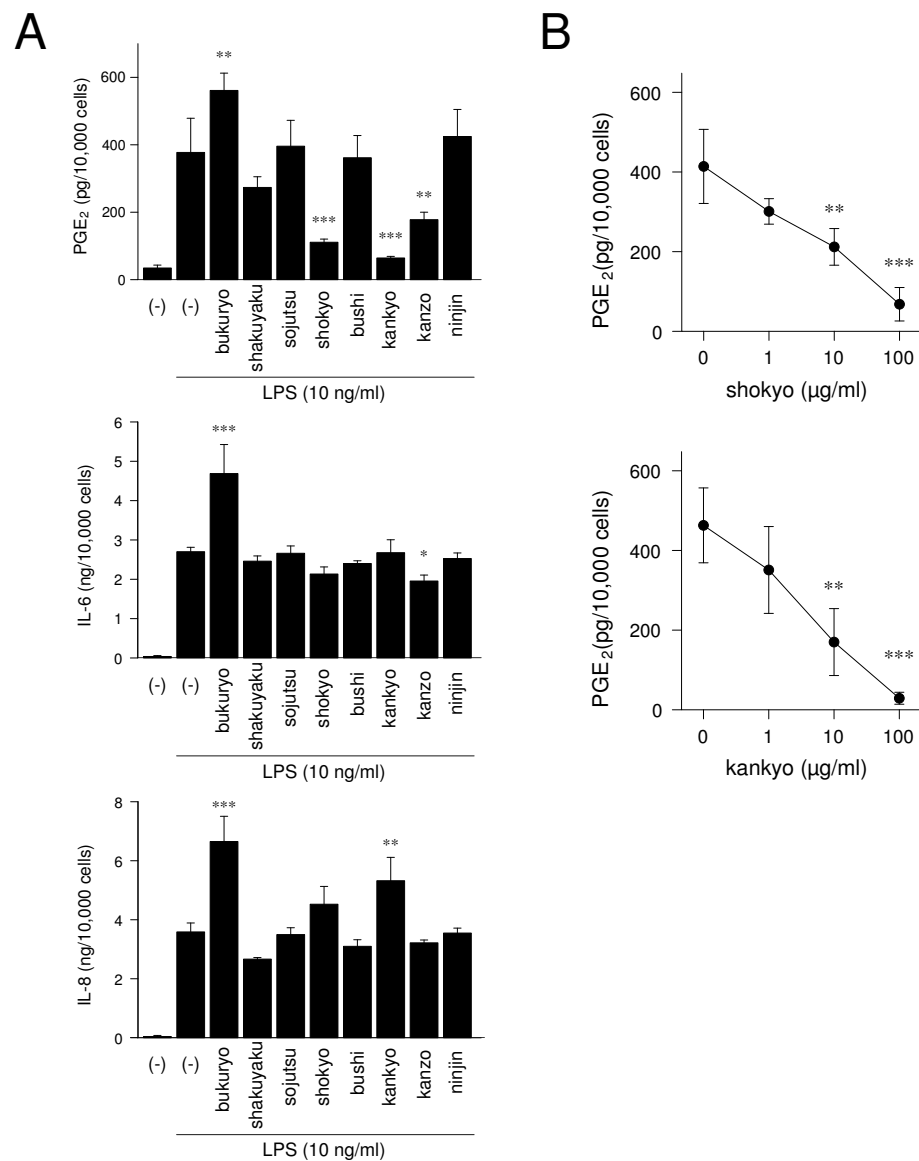 A
PGE2 (pg/10,000 cells)
600
400
200
0
**
***
***
**
(-)
(-)
bukuryo
shakuyaku
sojutsu
shokyo
bushi
kankyo
kanzo
ninjin
LPS (10 ng/ml)
IL-6 (ng/10,000 cells)
6
5
4
3
2
1
0
***
*
(-)
(-)
bukuryo
shakuyaku
sojutsu
shokyo
bushi
kankyo
kanzo
ninjin
LPS (10 ng/ml)
IL-8 (ng/10,000 cells)
8
6
4
2
0
***
**
(-)
(-)
bukuryo
shakuyaku
sojutsu
shokyo
bushi
kankyo
kanzo
ninjin
LPS (10 ng/ml)
B
PGE2(pg/10,000 cells)
600
400
200
0
**
***
0 1 10 100
shokyo (μg/ml)
PGE2(pg/10,000 cells)
600
400
200
0
**
***
0 1 10 100
kankyo (μg/ml)